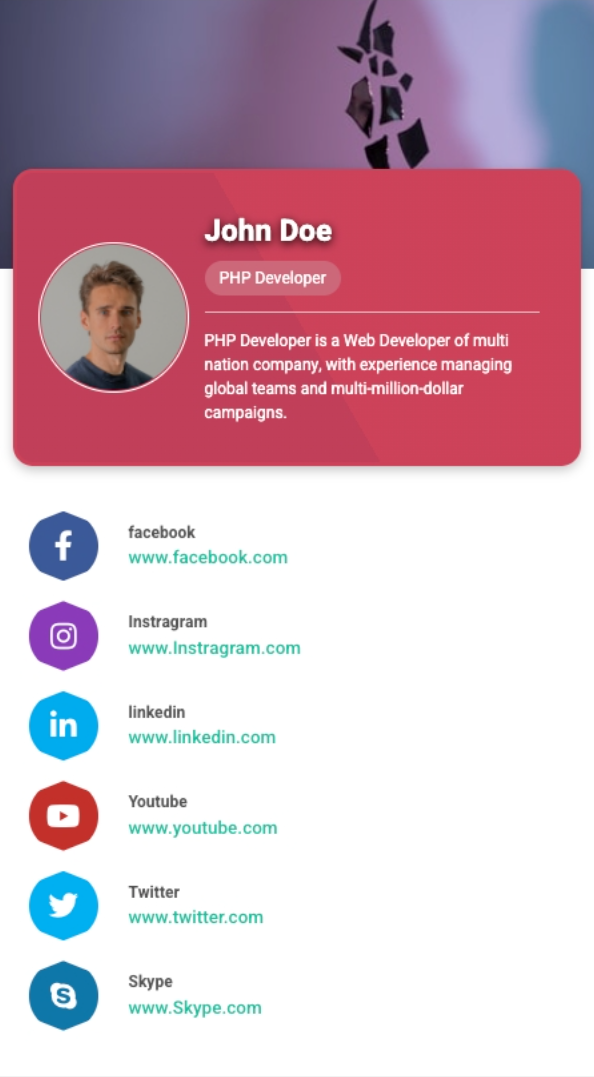 John Doe
PHP Developer
PHP Developer is a Web Developer of multi
nation company, with experience managing
global teams and multi-million-dollar
campaigns.
facebook
www.facebook.com
Instragram
www.Instragram.com
linkedin
www.linkedin.com
Youtube
www.youtube.com
Twitter
www.twitter.com
Skype
www.Skype.com